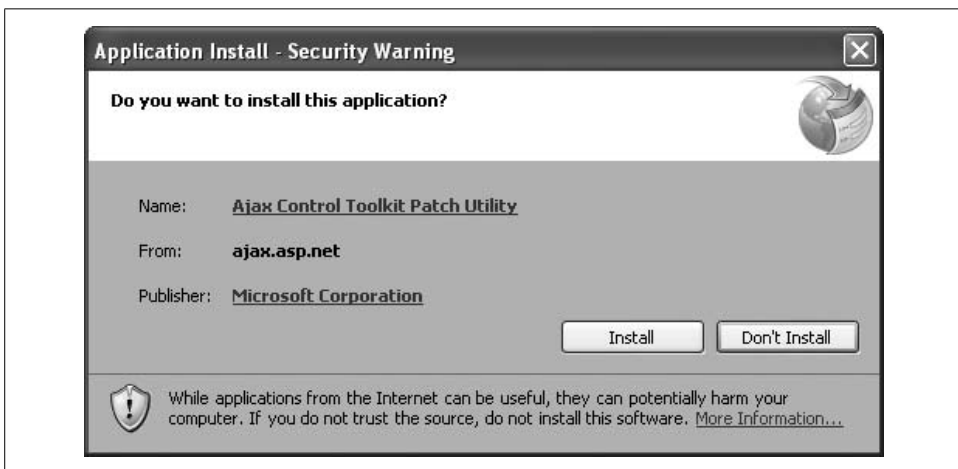 Application Install - Security Warning
Do you want to install this application?
Name: Ajax Control Toolkit Patch Utility
From: ajax.asp.net
Publisher: Microsoft Corporation
Install Don't Install
While applications from the Internet can be useful, they can potentially harm your
computer. If you do not trust the source, do not install this software. More Information...